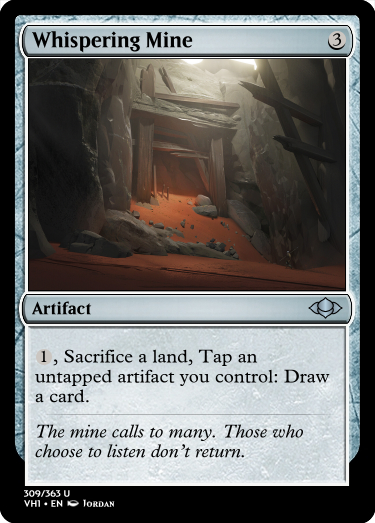 Whispering Mine 3
Artifact
1, Sacrifice a land, Tap an
untapped artifact you control: Draw
a card.
The mine calls to many. Those who
choose to listen don't return.
309/363 U
VH1 • EN JORDAN